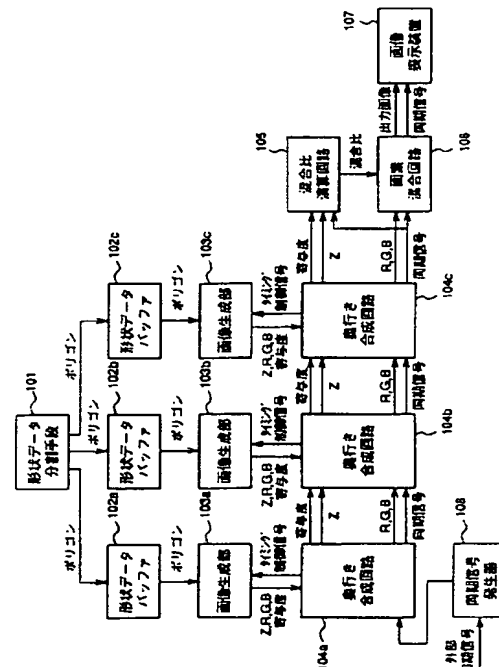 101
形状データ
分割手段
ポリゴン
ポリゴン
ポリゴン
102a
形状データ
バッファ
102b
形状データ
バッファ
102c
形状データ
バッファ
ポリゴン
ポリゴン
ポリゴン
103a
画像生成部
103b
画像生成部
103c
画像生成部
Z,R,G,B
寄与度
タイミング
制御信号
Z,R,G,B
寄与度
タイミング
制御信号
Z,R,G,B
寄与度
タイミング
制御信号
104a
奥行き
合成回路
寄与度
Z
R,G,B
同期信号
104b
奥行き
合成回路
寄与度
Z
R,G,B
同期信号
104c
奥行き
合成回路
寄与度
Z
R,G,B
同期信号
105
混合比
演算回路
混合比
106
画素
混合回路
出力画像
同期信号
107
画像
表示装置
108
同期信号
発生器
外部
同期信号